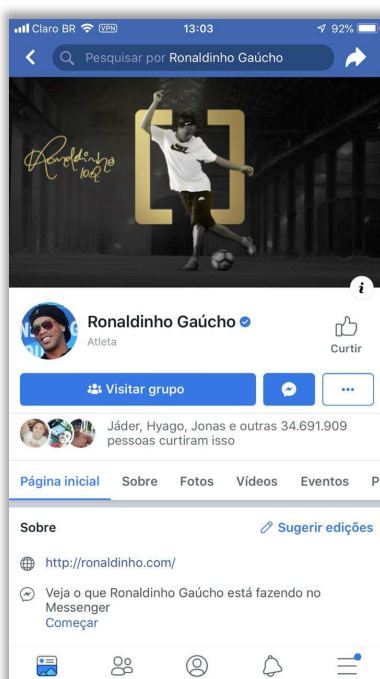 Claro BR VPN 13:03 92%
Pesquisar por Ronaldinho Gaúcho
Ronaldinho
10
Ronaldinho Gaúcho
Atleta
Curtir
Visitar grupo
Jáder, Hyago, Jonas e outras 34.691.909
pessoas curtiram isso
Página inicial Sobre Fotos Vídeos Eventos P
Sobre
Sugerir edições
http://ronaldinho.com/
Veja o que Ronaldinho Gaúcho está fazendo no
Messenger
Começar